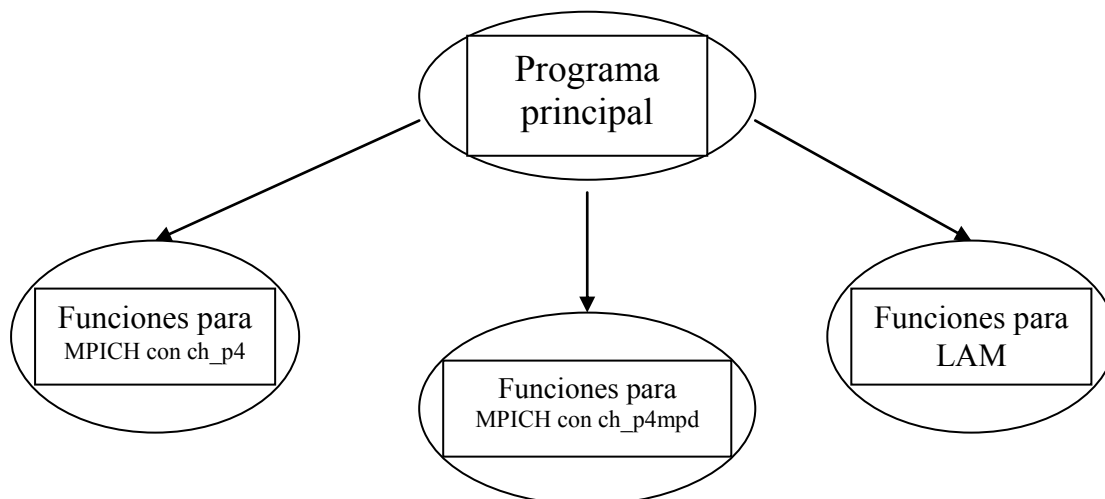 Programa
principal
Funciones para
MPICH con ch_p4
Funciones para
MPICH con ch_p4mpd
Funciones para
LAM